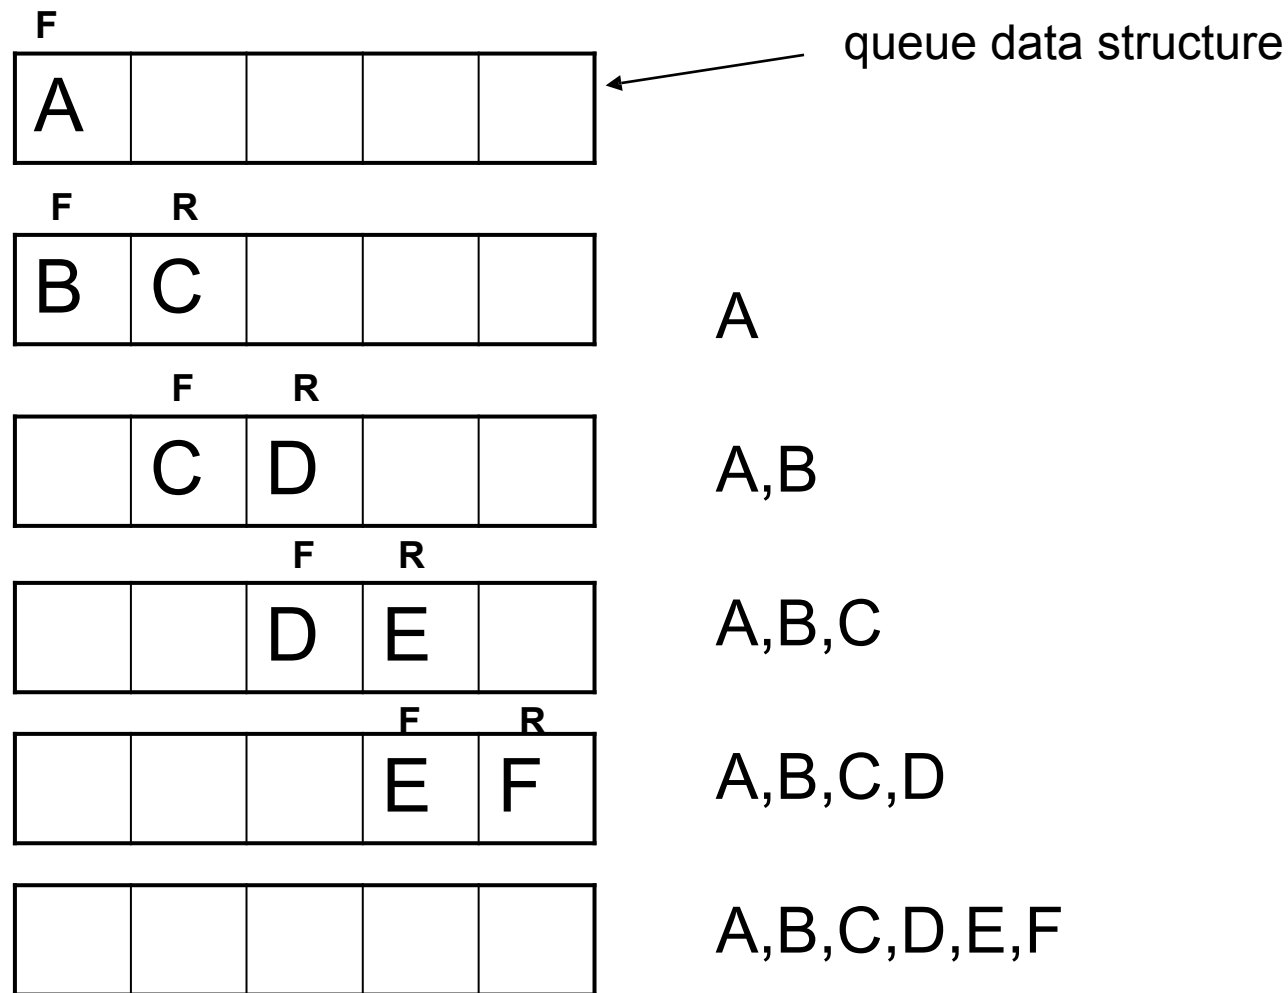 F
queue data structure
A
F R
B C
A
F R
C D
A,B
F R
D E
A,B,C
F R
E F
A,B,C,D
A,B,C,D,E,F